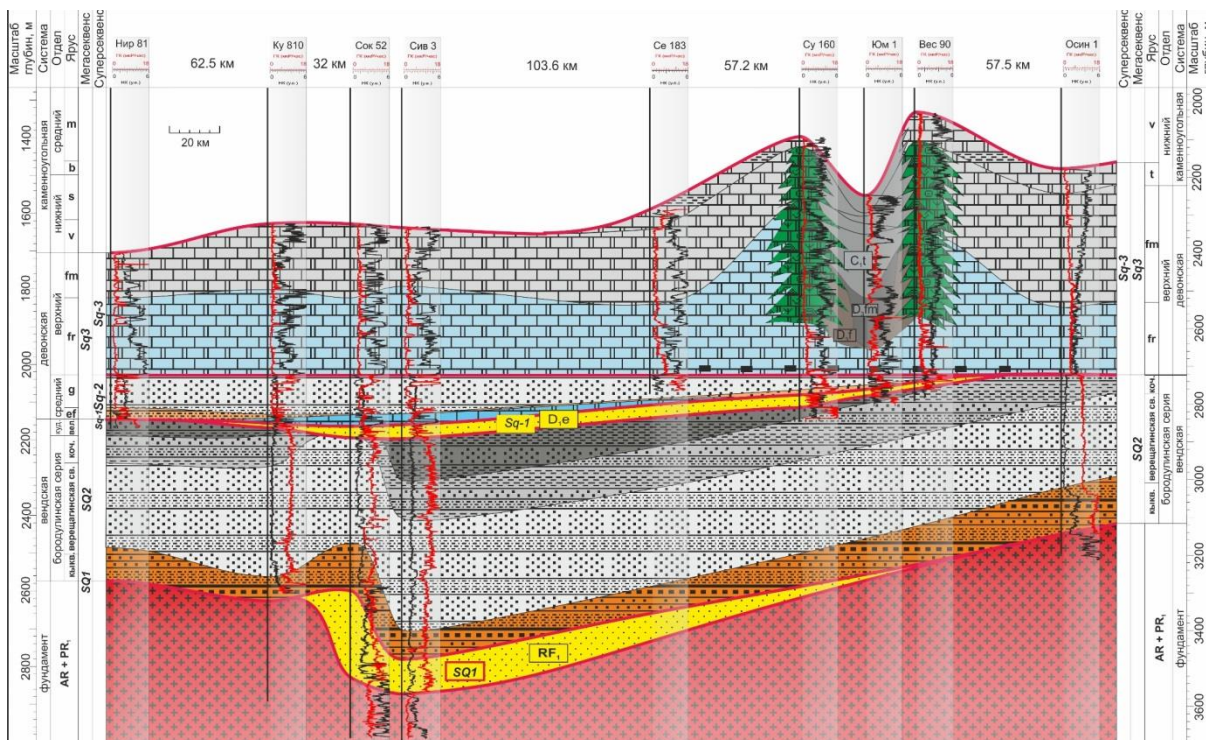 Масштаб глубин, м
Система
Отдел
Ярус
Мегасеквенс
Суперсеквенс
Нир 81
62.5 км
Ку 810
32 км
Сок 52
Сив 3
103.6 км
Се 183
57.2 км
Су 160
Юм 1
Вес 90
57.5 км
Осин 1
Суперсеквенс
Мегасеквенс
Ярус
Отдел
Система
Масштаб
20 км
1400
1600
1800
2000
2200
2400
2600
2800
каменноугольная
девонская
вендская
фундамент
средний
нижний
верхний
средний
бородулинская серия
кыкв.
верещагинская св.
коч.
m
b
s
v
fm
fr
g
ef
AR + PR₁
Sq3
SQ2
SQ1
Sq-3
Sq-2
C₁t
D₃fm
D₃f
Sq-1
D₂e
RF₁
SQ1
Sq-3
Sq3
SQ2
v
t
fm
fr
кыкв.
верещагинская св.
коч.
AR + PR₁
нижний
верхний
бородулинская серия
каменноугольная
девонская
вендская
фундамент
2000
2200
2400
2600
2800
3000
3200
3400
3600